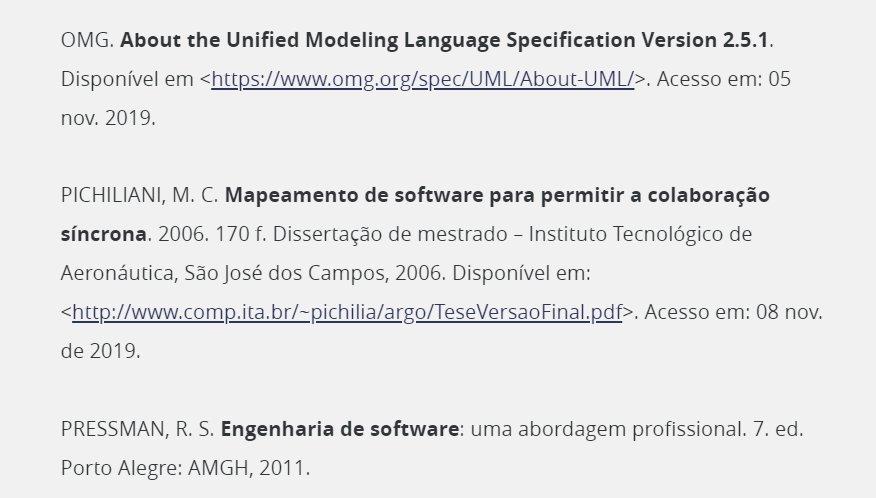 OMG. About the Unified Modeling Language Specification Version 2.5.1.
Disponível em <https://www.omg.org/spec/UML/About-UML/>. Acesso em: 05
nov. 2019.
PICHILIANI, M. C. Mapeamento de software para permitir a colaboração
síncrona. 2006. 170 f. Dissertação de mestrado – Instituto Tecnológico de
Aeronáutica, São José dos Campos, 2006. Disponível em:
<http://www.comp.ita.br/~pichilia/argo/TeseVersaoFinal.pdf>. Acesso em: 08 nov.
de 2019.
PRESSMAN, R. S. Engenharia de software: uma abordagem profissional. 7. ed.
Porto Alegre: AMGH, 2011.